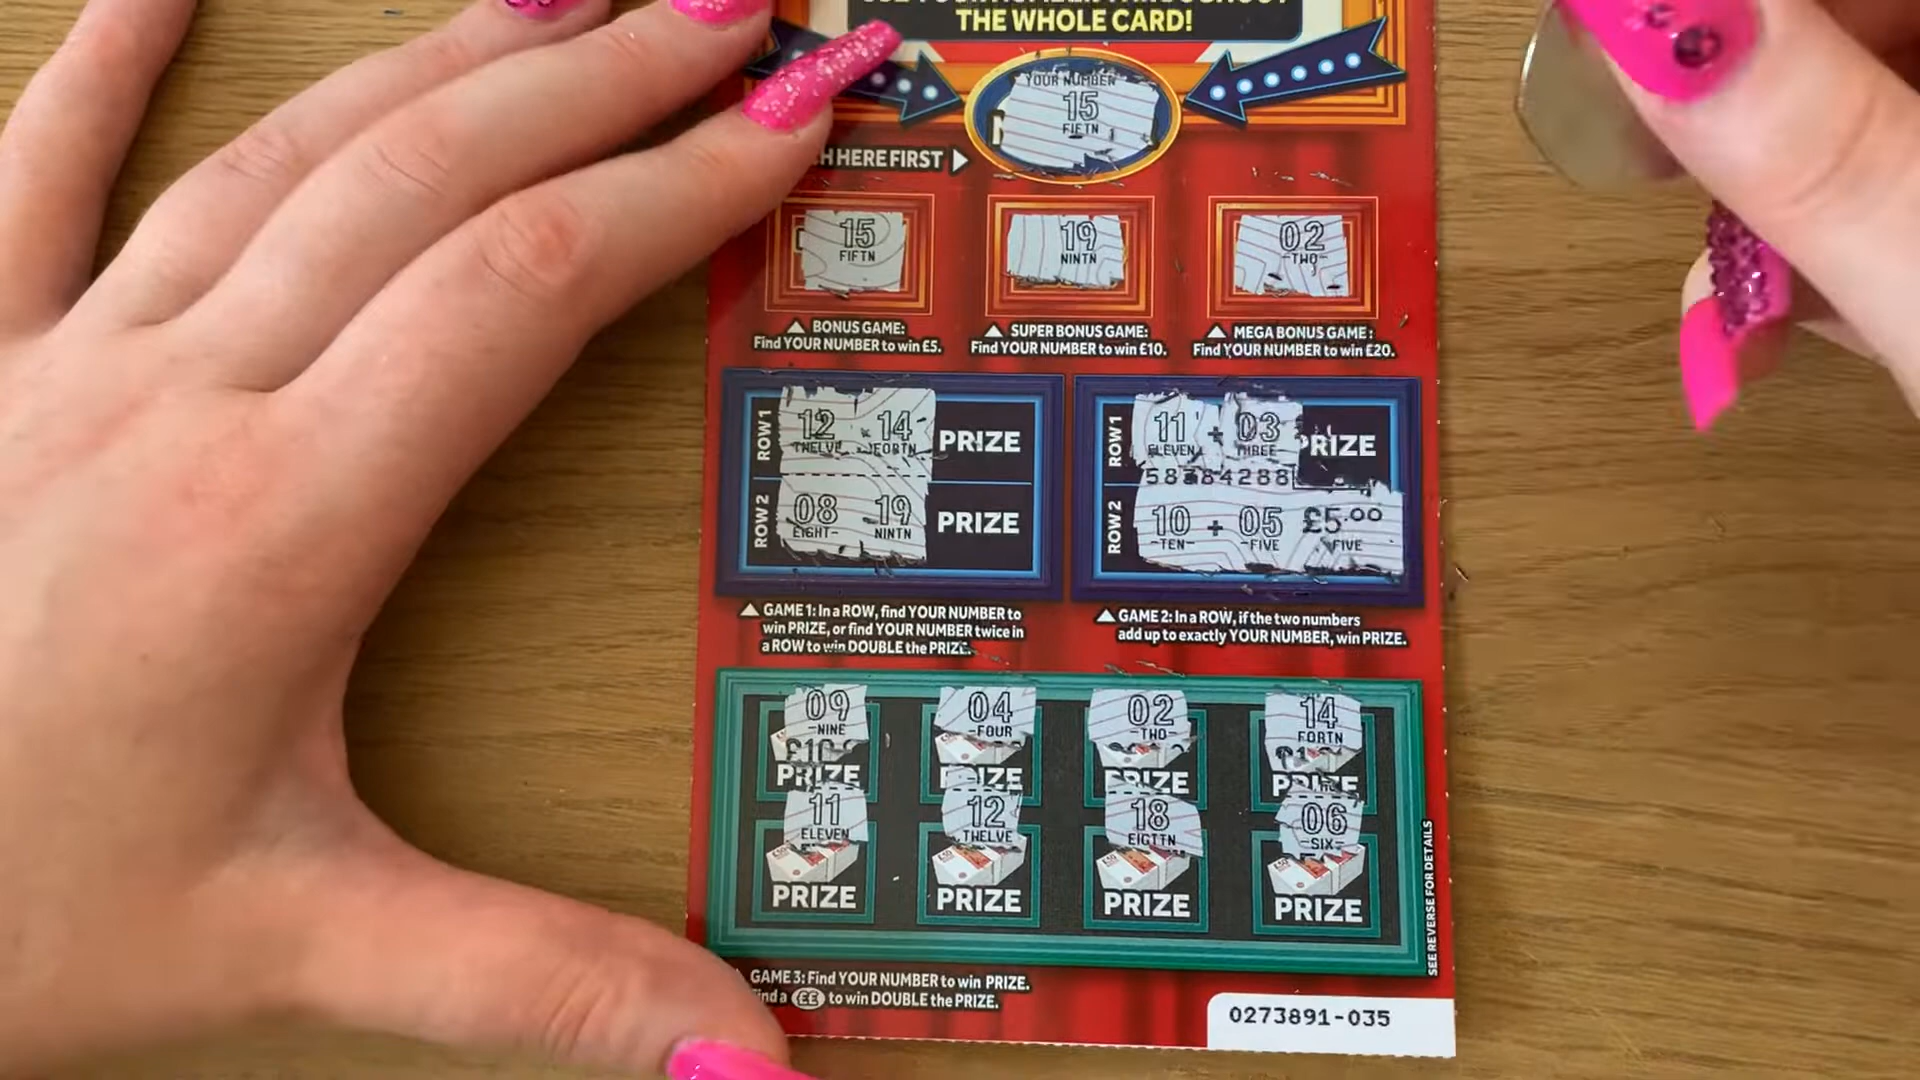 THE WHOLE CARD!
YOUR NUMBER
15
FIFTN
HERE FIRST
15
FIFTN
19
NINTN
02
-TWO-
BONUS GAME:
Find YOUR NUMBER to win £5.
SUPER BONUS GAME:
Find YOUR NUMBER to win £10.
MEGA BONUS GAME:
Find YOUR NUMBER to win £20.
ROW 1
12 14
TWELVE FORTN
PRIZE
ROW 2
08 19
EIGHT- NINTN
PRIZE
ROW 1
11 + 03
ELEVEN THREE
PRIZE
58384288
ROW 2
10 + 05 £5.00
-TEN- -FIVE FIVE
GAME 1: In a ROW, find YOUR NUMBER to
win PRIZE, or find YOUR NUMBER twice in
a ROW to win DOUBLE the PRIZE.
GAME 2: In a ROW, if the two numbers
add up to exactly YOUR NUMBER, win PRIZE.
09 04 02 14
-NINE -FOUR -TWO- FORTN
PRIZE PRIZE PRIZE PRIZE
11 12 18 06
ELEVEN TWELVE EIGTTN -SIX-
PRIZE PRIZE PRIZE PRIZE
SEE REVERSE FOR DETAILS
GAME 3: Find YOUR NUMBER to win PRIZE.
Find a ££ to win DOUBLE the PRIZE.
0273891-035